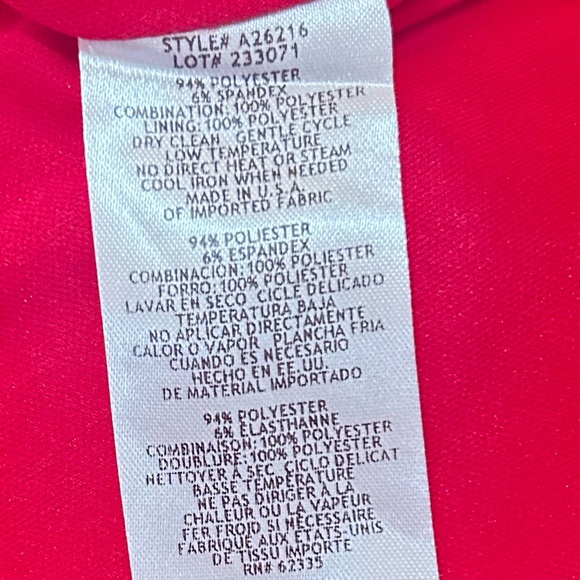 STYLE# A26216
LOT# 233071
94% POLYESTER
6% SPANDEX
COMBINATION: 100% POLYESTER
LINING: 100% POLYESTER
DRY CLEAN GENTLE CYCLE
LOW TEMPERATURE
NO DIRECT HEAT OR STEAM
COOL IRON WHEN NEEDED
MADE IN U.S.A.
OF IMPORTED FABRIC
94% POLIESTER
6% ESPANDEX
COMBINACION: 100% POLIESTER
FORRO: 100% POLIESTER
LAVAR EN SECO CICLE DELICADO
TEMPERATURA BAJA
NO APLICAR DIRECTAMENTE
CALOR O VAPOR PLANCHA FRIA
CUANDO ES NECESARIO
HECHO EN EE.UU.
DE MATERIAL IMPORTADO
94% POLYESTER
6% ELASTHANNE
COMBINAISON: 100% POLYESTER
DOUBLURE: 100% POLYESTER
NETTOYER À SEC CICLO DELICAT
BASSE TEMPÉRATURE
NE PAS DIRIGER À LA
CHALEUR OU LA VAPEUR
FER FROID SI NÉCESSAIRE
FABRIQUE AUX ÉTATS-UNIS
DE TISSU IMPORTE
RN# 62335